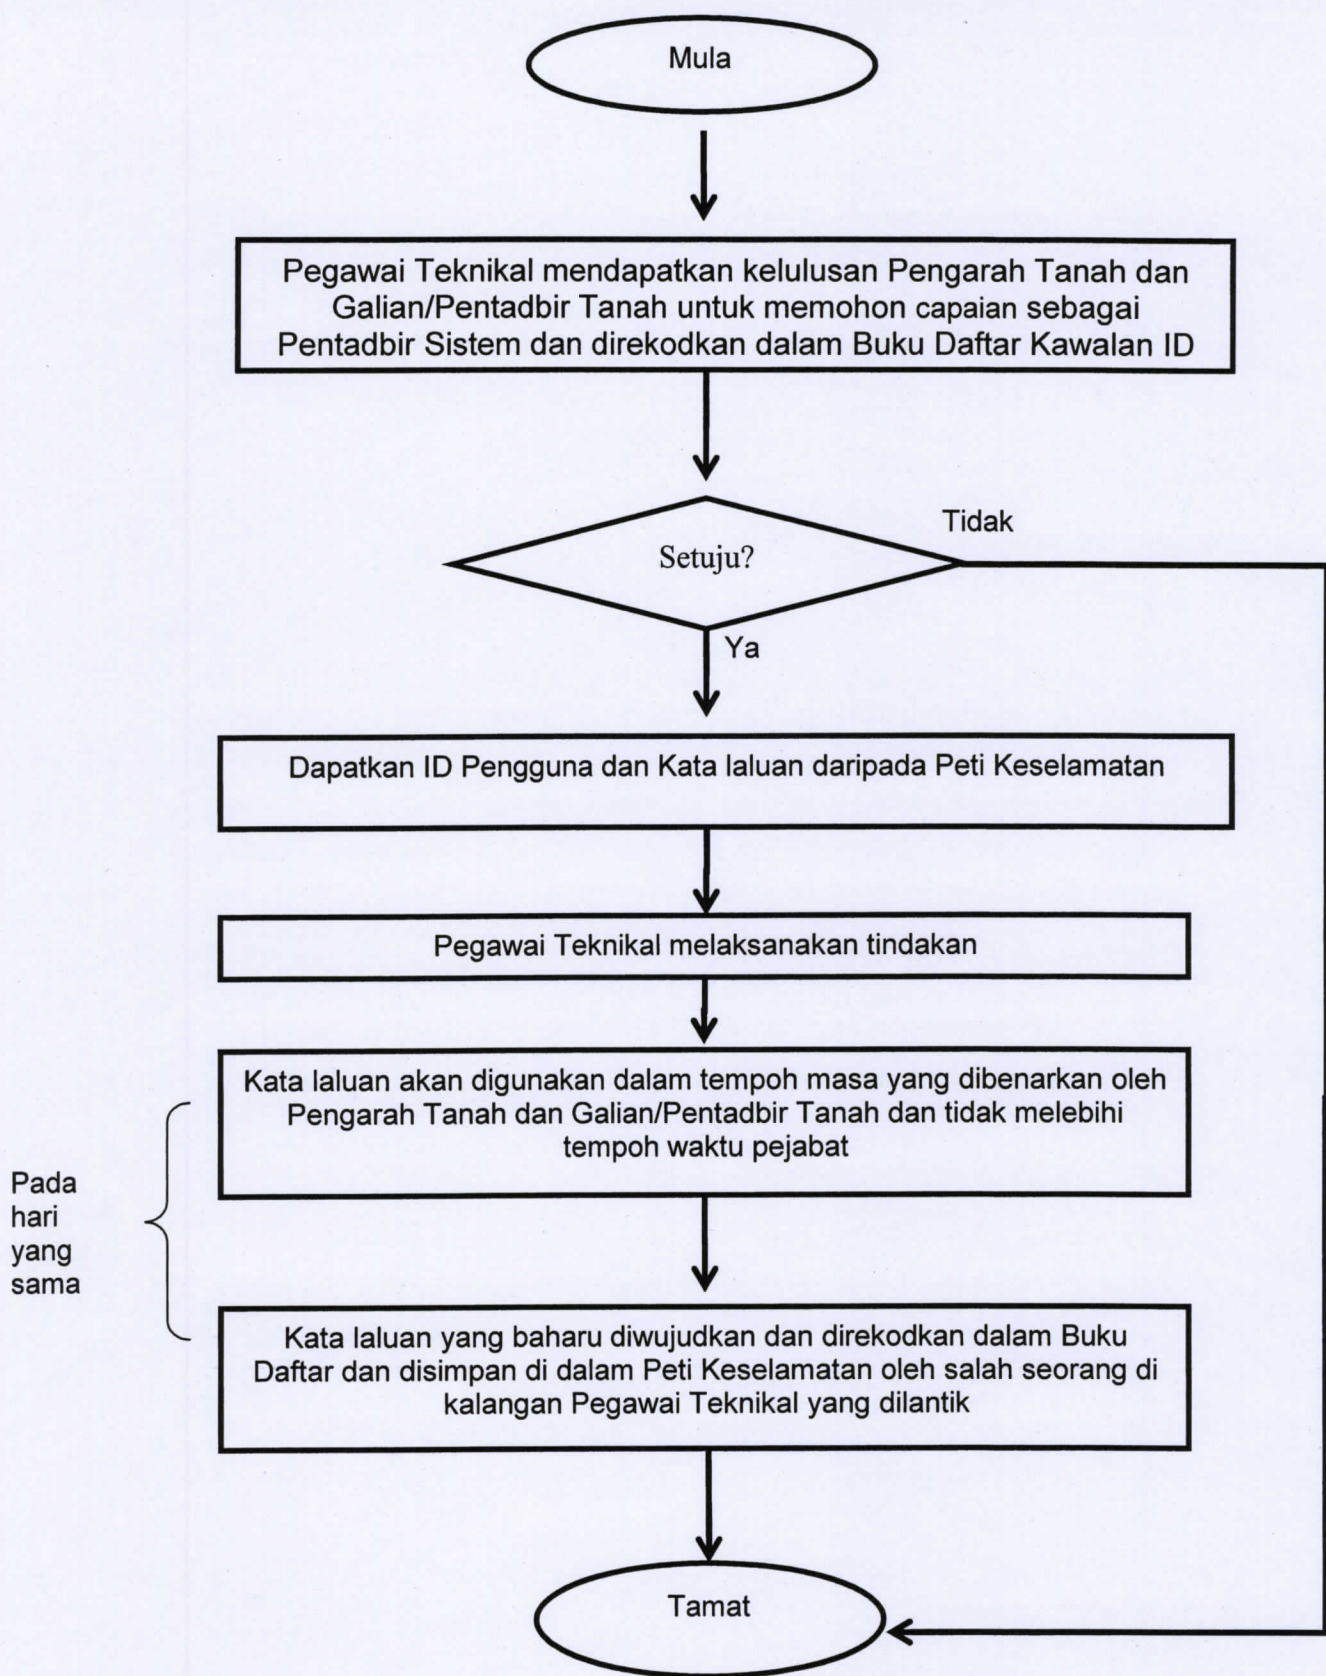 Mula
Pegawai Teknikal mendapatkan kelulusan Pengarah Tanah dan
Galian/Pentadbir Tanah untuk memohon capaian sebagai
Pentadbir Sistem dan direkodkan dalam Buku Daftar Kawalan ID
Tidak
Setuju?
Ya
Dapatkan ID Pengguna dan Kata laluan daripada Peti Keselamatan
Pegawai Teknikal melaksanakan tindakan
Kata laluan akan digunakan dalam tempoh masa yang dibenarkan oleh
Pengarah Tanah dan Galian/Pentadbir Tanah dan tidak melebihi
tempoh waktu pejabat
Pada
hari
yang
sama
Kata laluan yang baharu diwujudkan dan direkodkan dalam Buku
Daftar dan disimpan di dalam Peti Keselamatan oleh salah seorang di
kalangan Pegawai Teknikal yang dilantik
Tamat